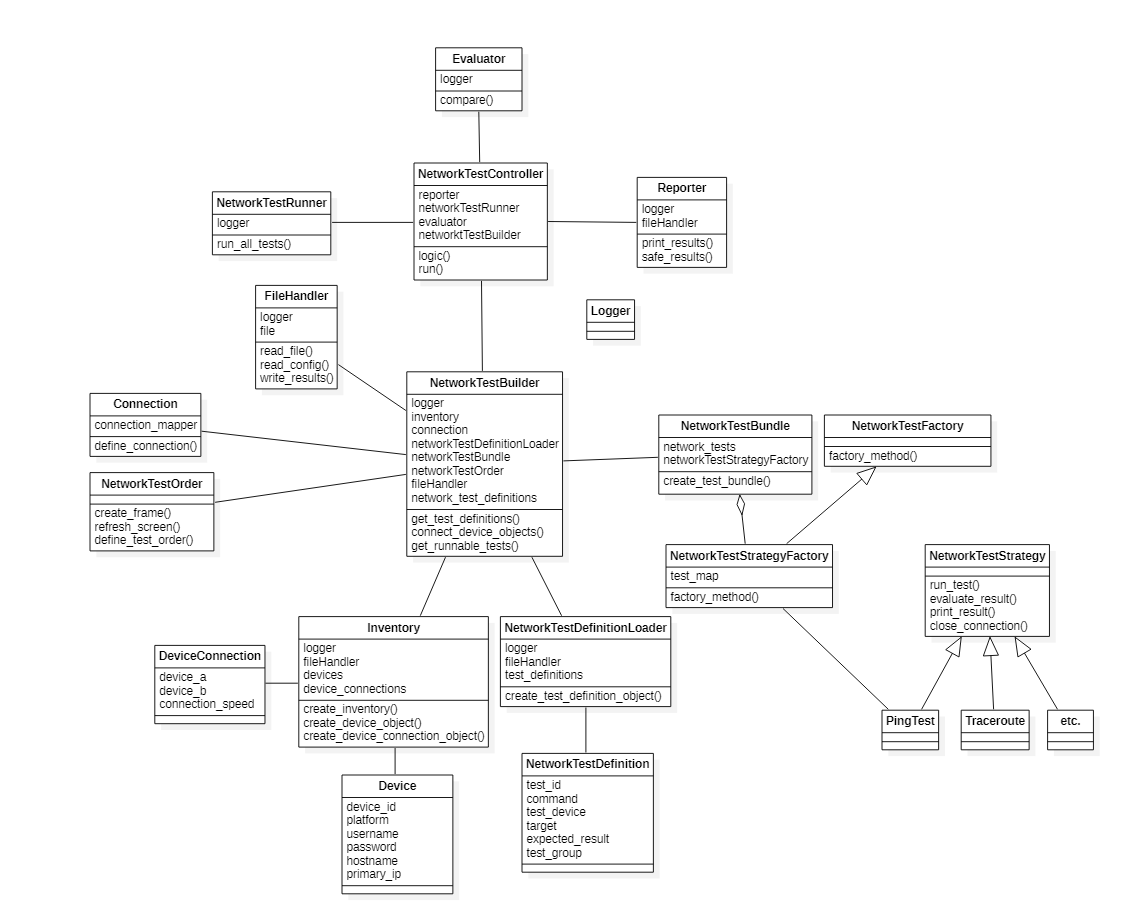 Evaluator
logger
compare()
NetworkTestController
reporter
networkTestRunner
evaluator
networktTestBuilder
logic()
run()
NetworkTestRunner
logger
run_all_tests()
Reporter
logger
fileHandler
print_results()
safe_results()
FileHandler
logger
file
read_file()
read_config()
write_results()
Logger
NetworkTestBuilder
logger
inventory
connection
networkTestDefinitionLoader
networkTestBundle
networkTestOrder
fileHandler
network_test_definitions
get_test_definitions()
connect_device_objects()
get_runnable_tests()
Connection
connection_mapper
define_connection()
NetworkTestOrder
create_frame()
refresh_screen()
define_test_order()
NetworkTestBundle
network_tests
networkTestStrategyFactory
create_test_bundle()
NetworkTestFactory
factory_method()
NetworkTestStrategyFactory
test_map
factory_method()
NetworkTestStrategy
run_test()
evaluate_result()
print_result()
close_connection()
Inventory
logger
fileHandler
devices
device_connections
create_inventory()
create_device_object()
create_device_connection_object()
NetworkTestDefinitionLoader
logger
fileHandler
test_definitions
create_test_definition_object()
DeviceConnection
device_a
device_b
connection_speed
PingTest
Traceroute
etc.
Device
device_id
platform
username
password
hostname
primary_ip
NetworkTestDefinition
test_id
command
test_device
target
expected_result
test_group